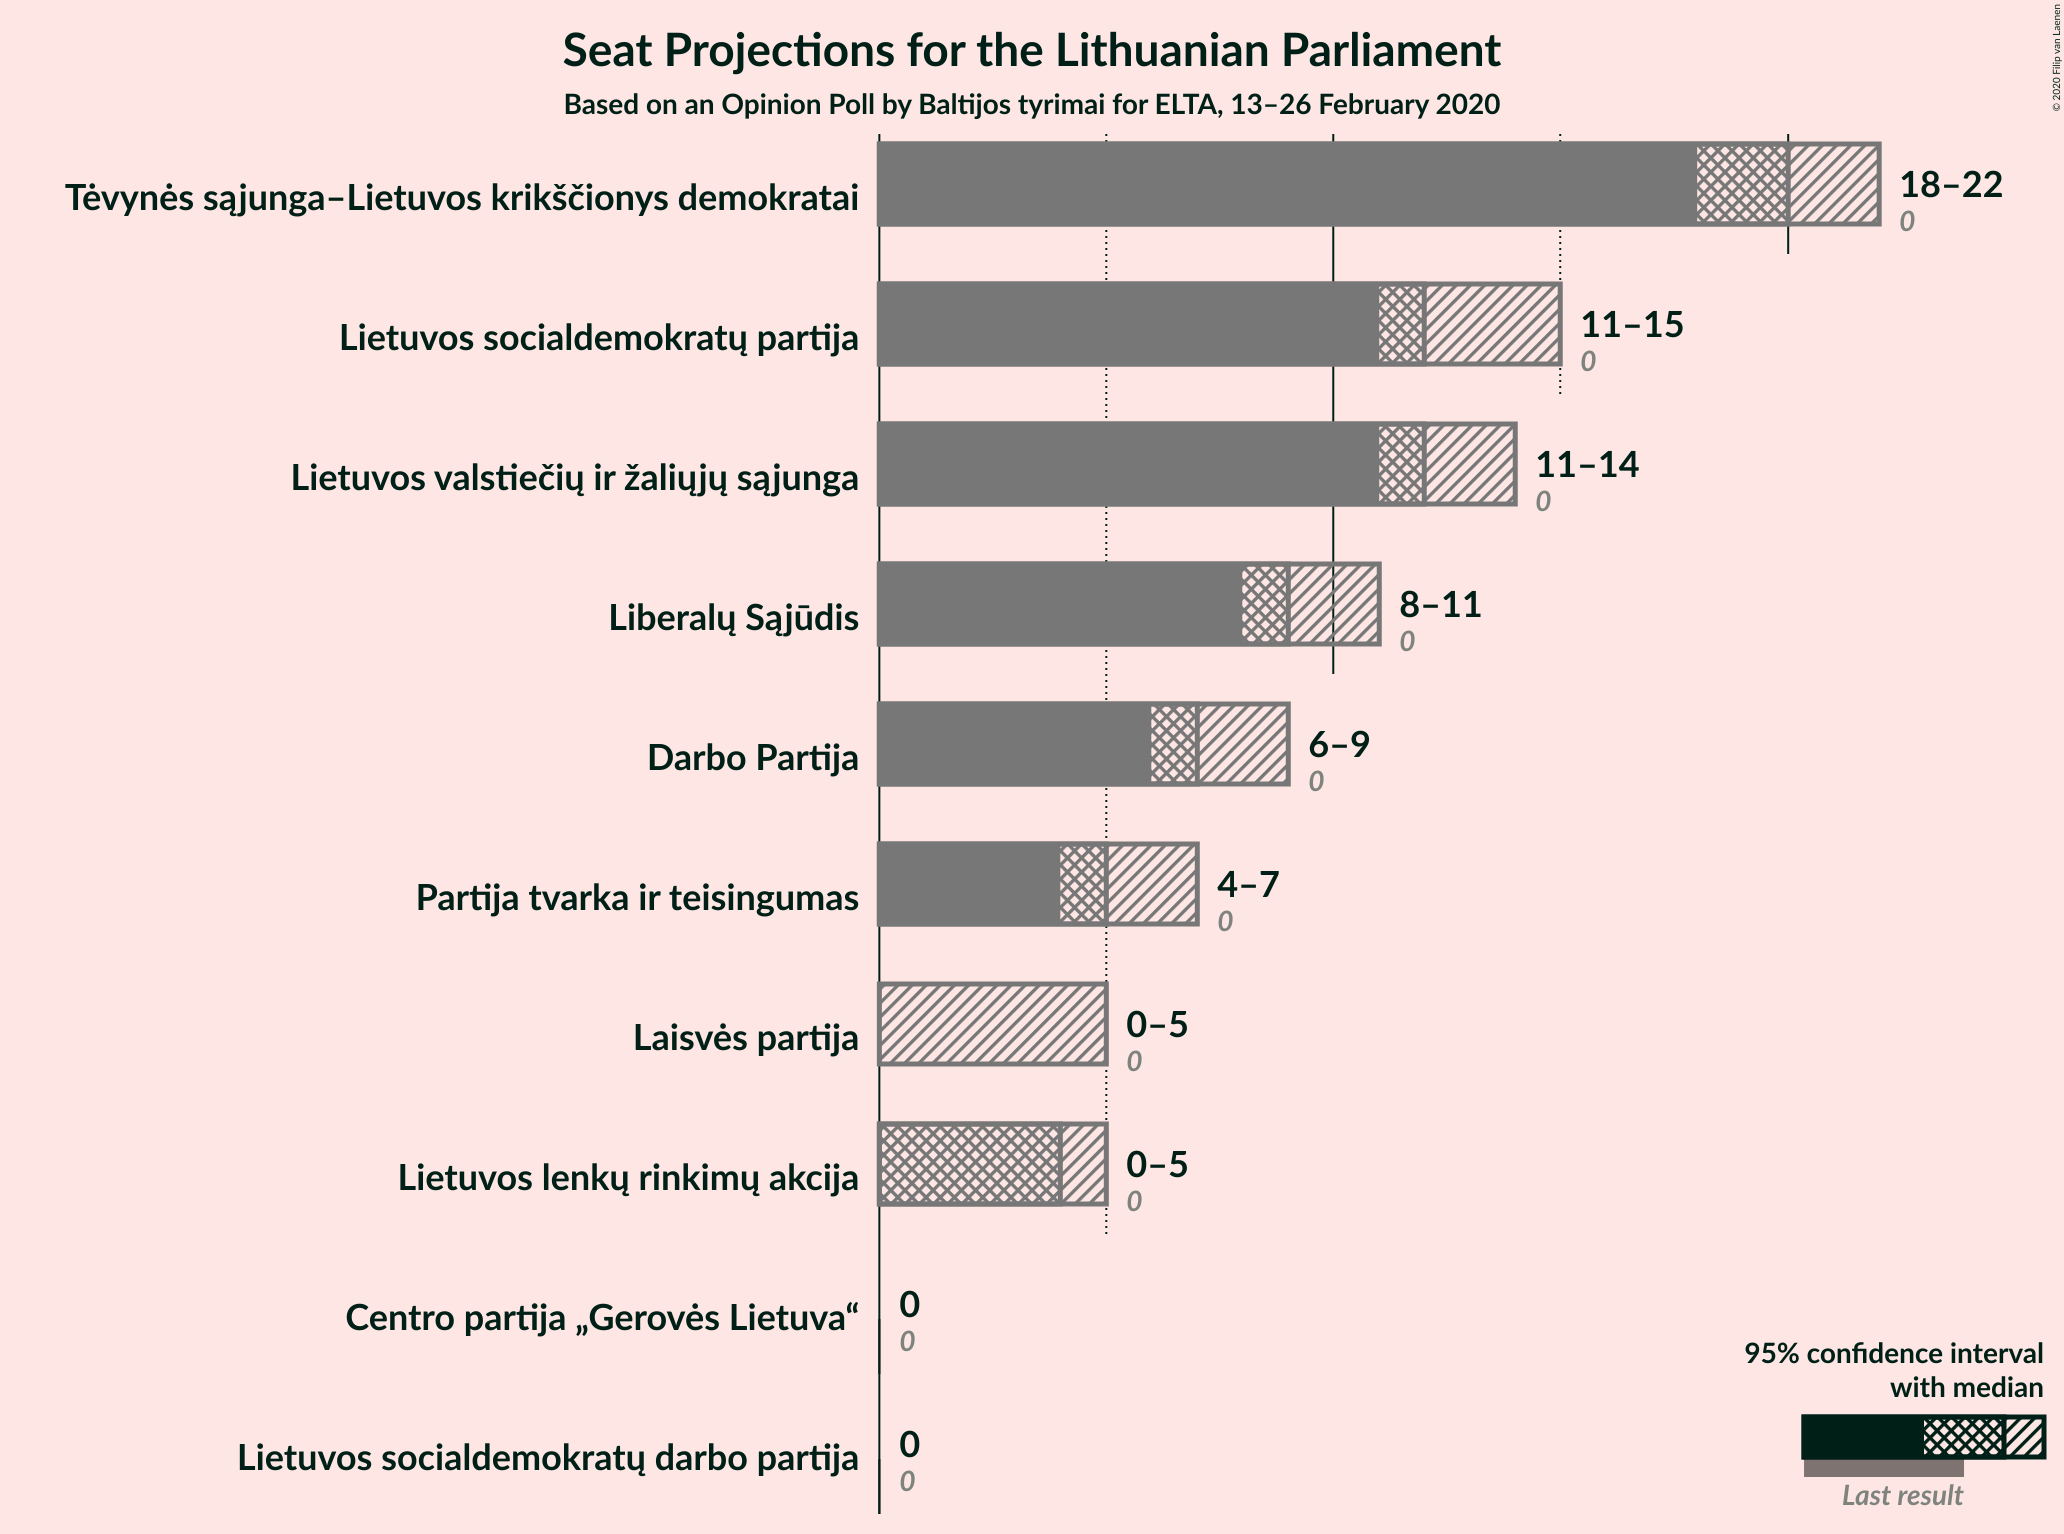 Seat Projections for the Lithuanian Parliament
Based on an Opinion Poll by Baltijos tyrimai for ELTA, 13–26 February 2020
© 2020 Filip van Laenen
Tėvynės sąjunga–Lietuvos krikščionys demokratai
18–22
0
Lietuvos socialdemokratų partija
11–15
0
Lietuvos valstiečių ir žaliųjų sąjunga
11–14
0
Liberalų Sąjūdis
8–11
0
Darbo Partija
6–9
0
Partija tvarka ir teisingumas
4–7
0
Laisvės partija
0–5
0
Lietuvos lenkų rinkimų akcija
0–5
0
Centro partija „Gerovės Lietuva“
0
0
Lietuvos socialdemokratų darbo partija
0
0
95% confidence interval
with median
Last result